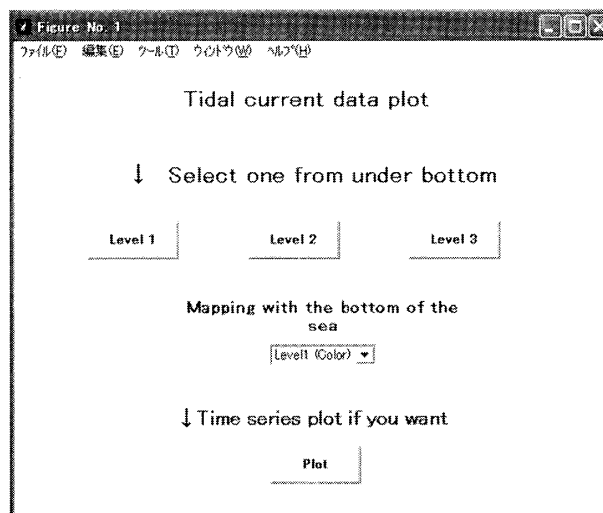 Figure No. 1
ファイル(F) 編集(E) ツール(T) ウィンドウ(W) ヘルプ(H)
Tidal current data plot
↓ Select one from under bottom
Level 1 Level 2 Level 3
Mapping with the bottom of the
sea
Level1 (Color)
↓Time series plot if you want
Plot